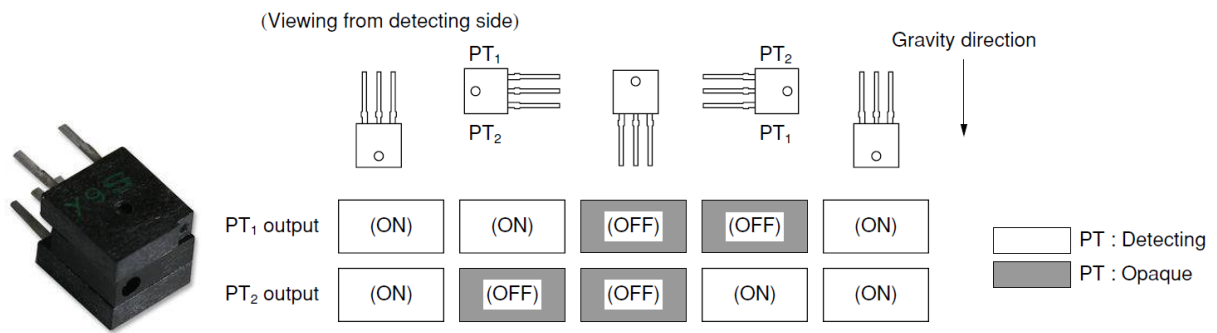 (Viewing from detecting side)
PT₁
PT₂
PT₂
PT₁
Gravity direction
PT₁ output
(ON)
(ON)
(OFF)
(OFF)
(ON)
PT₂ output
(ON)
(OFF)
(OFF)
(ON)
(ON)
PT : Detecting
PT : Opaque